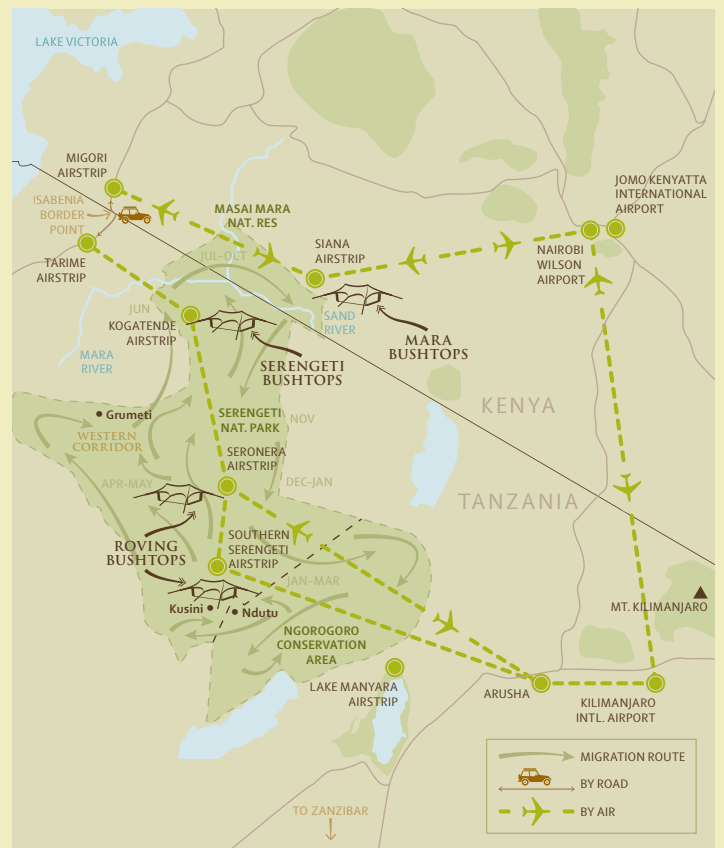 LAKE VICTORIA
MIGORI
AIRSTRIP
ISABENIA
BORDER
POINT
TARIME
AIRSTRIP
MASAI MARA
NAT. RES
JUL–OCT
SIANA
AIRSTRIP
JOMO KENYATTA
INTERNATIONAL
AIRPORT
NAIROBI
WILSON
AIRPORT
JUN
KOGATENDE
AIRSTRIP
SAND
RIVER
MARA
BUSHTOPS
MARA
RIVER
SERENGETI
BUSHTOPS
KENYA
Grumeti
WESTERN
CORRIDOR
SERENGETI
NAT. PARK
NOV
SERONERA
AIRSTRIP
APR-MAY
DEC–JAN
TANZANIA
ROVING
BUSHTOPS
SOUTHERN
SERENGETI
AIRSTRIP
JAN–MAR
Kusini
Ndutu
MT. KILIMANJARO
NGOROGORO
CONSERVATION
AREA
LAKE MANYARA
AIRSTRIP
ARUSHA
KILIMANJARO
INTL. AIRPORT
MIGRATION ROUTE
BY ROAD
BY AIR
TO ZANZIBAR